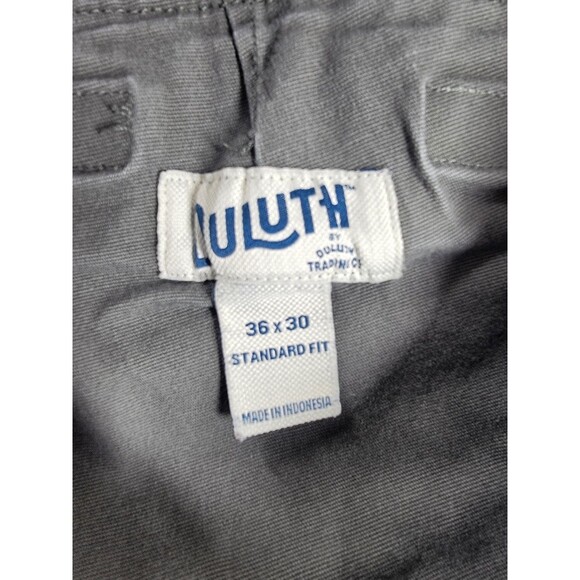 DULUTH™
BY
DULUTH
TRADING CO
36 x 30
STANDARD FIT
MADE IN INDONESIA